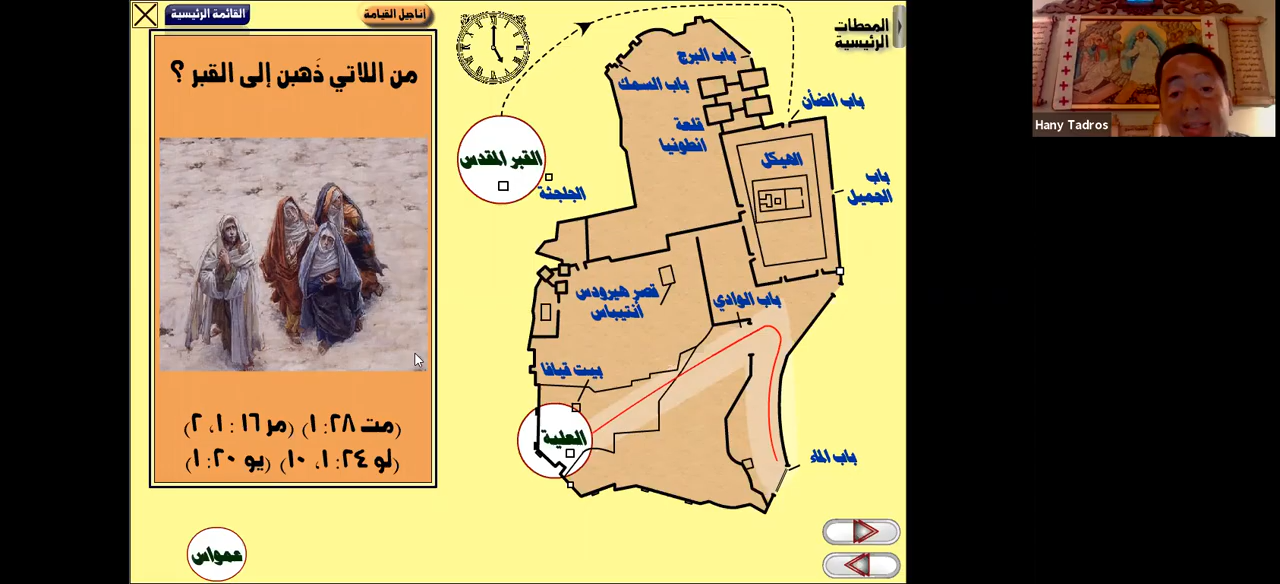 القائمة الرئيسية
أناجيل القيامة
من اللاتي ذَهبن إلى القبر ؟
(مت ٢٨: ١) (مر ١٦ : ١، ٢)
(لو ٢٤: ١، ١٠) (يو ٢٠: ١)
عمواس
المحطات
الرئيسية
باب البرج
باب السمك
باب الضأن
قلعة
انطونيا
الهيكل
باب
الجميل
القبر المقدس
الجلجثة
قصر هيرودس
أنتيباس
باب الوادي
بيت قيافا
العلية
باب الماء
Hany Tadros